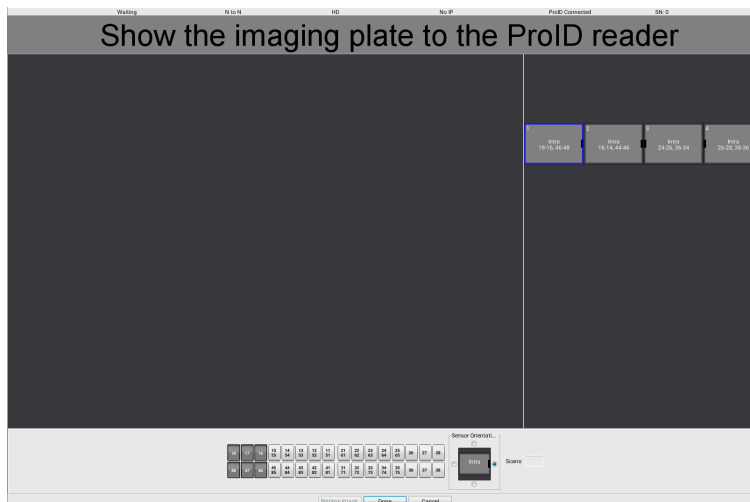 Waiting N to N HD No IP ProID Connected SN: 0
Show the imaging plate to the ProID reader
1 2 3 4
Intra Intra Intra Intra
18-16, 46-48 16-14, 44-46 24-26, 36-34 26-28, 38-36
Sensor Orientati...
18 17 16 15 14 13 12 11 21 22 23 24 25 26 27 28
55 54 53 52 51 61 62 63 64 65
Intra
Scans:
48 47 46 45 44 43 42 41 31 32 33 34 35 36 37 38
85 84 83 82 81 71 72 73 74 75
Retrieve Image Done Cancel